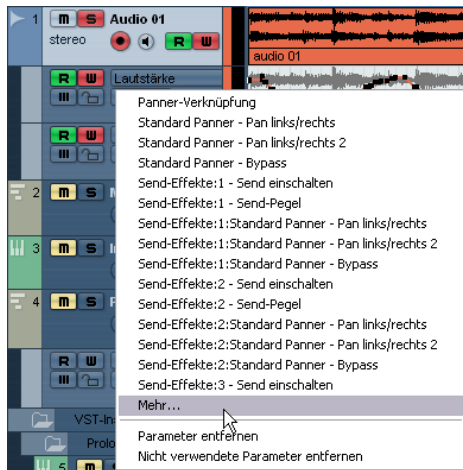 1 m S Audio 01
stereo R W
audio 01
R W Lautstärke
Panner-Verknüpfung
Standard Panner - Pan links/rechts
R W Standard Panner - Pan links/rechts 2
Standard Panner - Bypass
2 m S Send-Effekte:1 - Send einschalten
Send-Effekte:1 - Send-Pegel
Send-Effekte:1:Standard Panner - Pan links/rechts
3 m S Send-Effekte:1:Standard Panner - Pan links/rechts 2
Send-Effekte:1:Standard Panner - Bypass
Send-Effekte:2 - Send einschalten
4 m S Send-Effekte:2 - Send-Pegel
Send-Effekte:2:Standard Panner - Pan links/rechts
Send-Effekte:2:Standard Panner - Pan links/rechts 2
R W Send-Effekte:2:Standard Panner - Bypass
Send-Effekte:3 - Send einschalten
Mehr...
VST-In
Parameter entfernen
Prolo
Nicht verwendete Parameter entfernen
5 m S